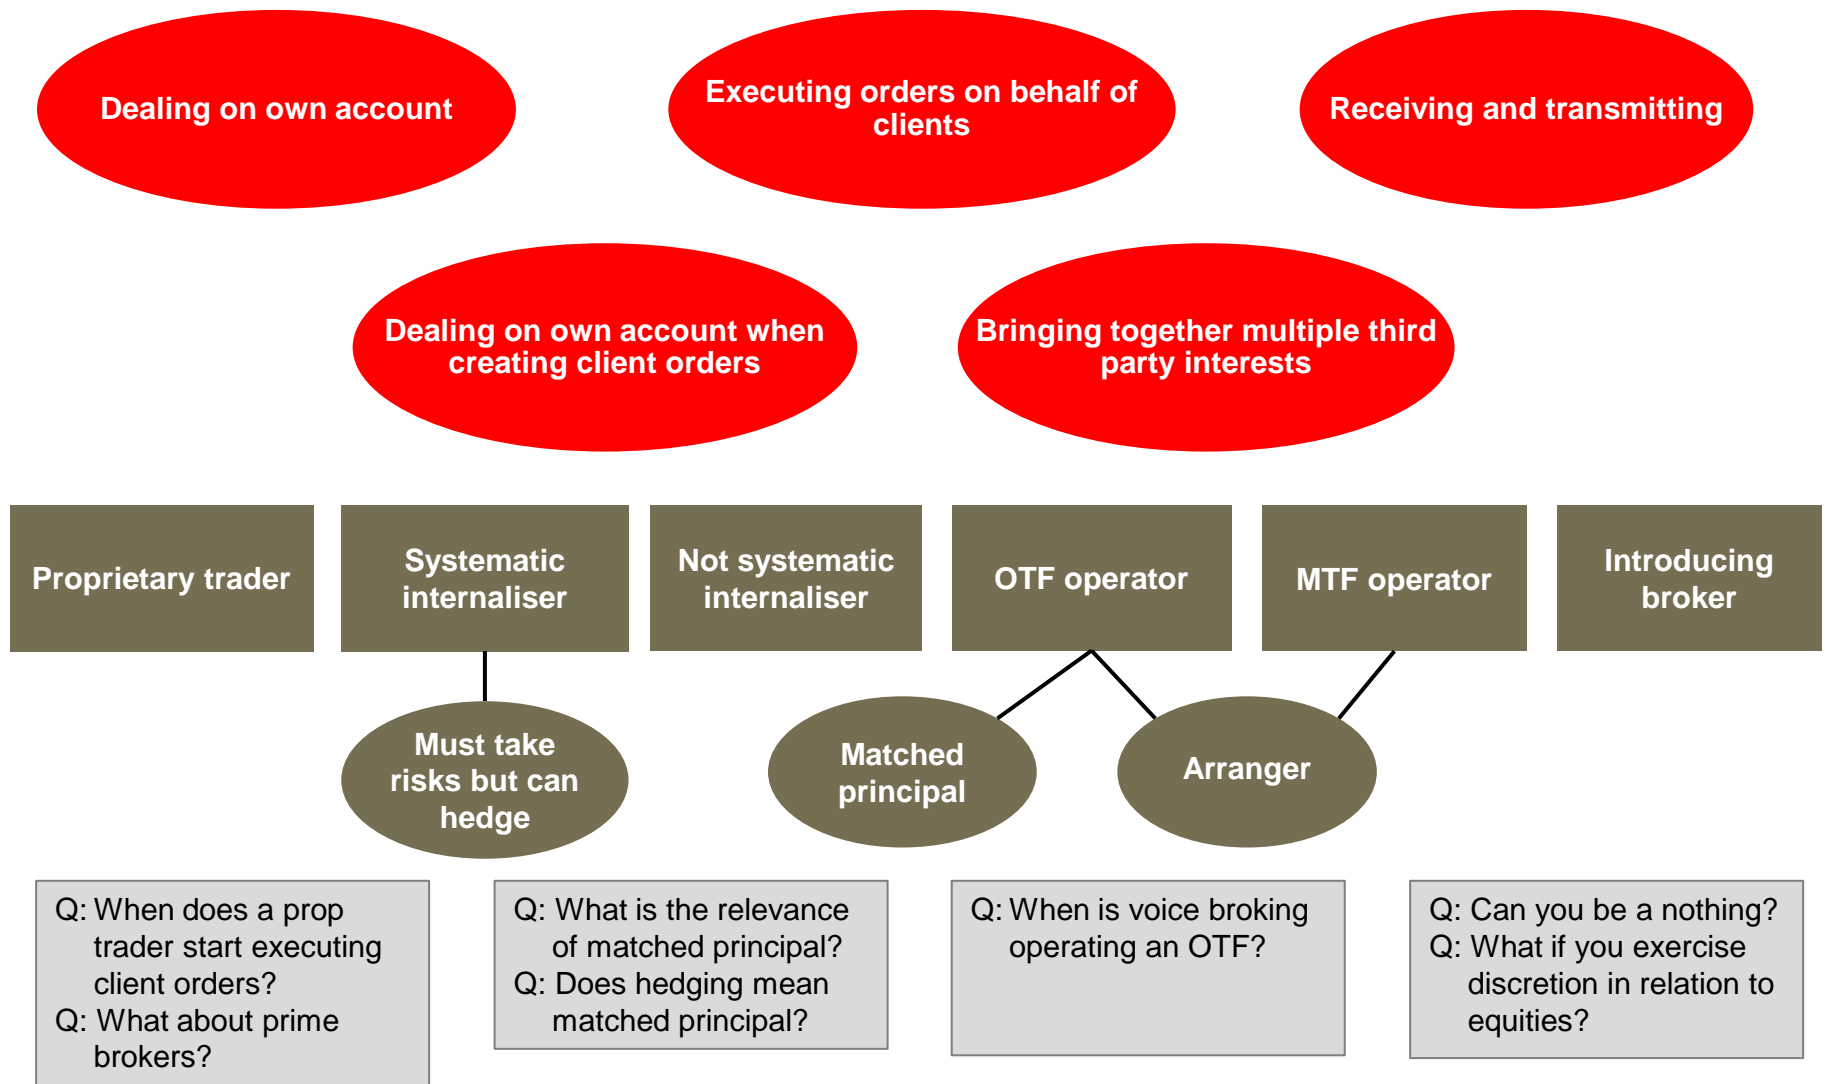 Dealing on own account
Executing orders on behalf of
clients
Receiving and transmitting
Dealing on own account when
creating client orders
Bringing together multiple third
party interests
Proprietary trader
Systematic
internaliser
Not systematic
internaliser
OTF operator
MTF operator
Introducing
broker
Must take
risks but can
hedge
Matched
principal
Arranger
Q: When does a prop
trader start executing
client orders?
Q: What about prime
brokers?
Q: What is the relevance
of matched principal?
Q: Does hedging mean
matched principal?
Q: When is voice broking
operating an OTF?
Q: Can you be a nothing?
Q: What if you exercise
discretion in relation to
equities?